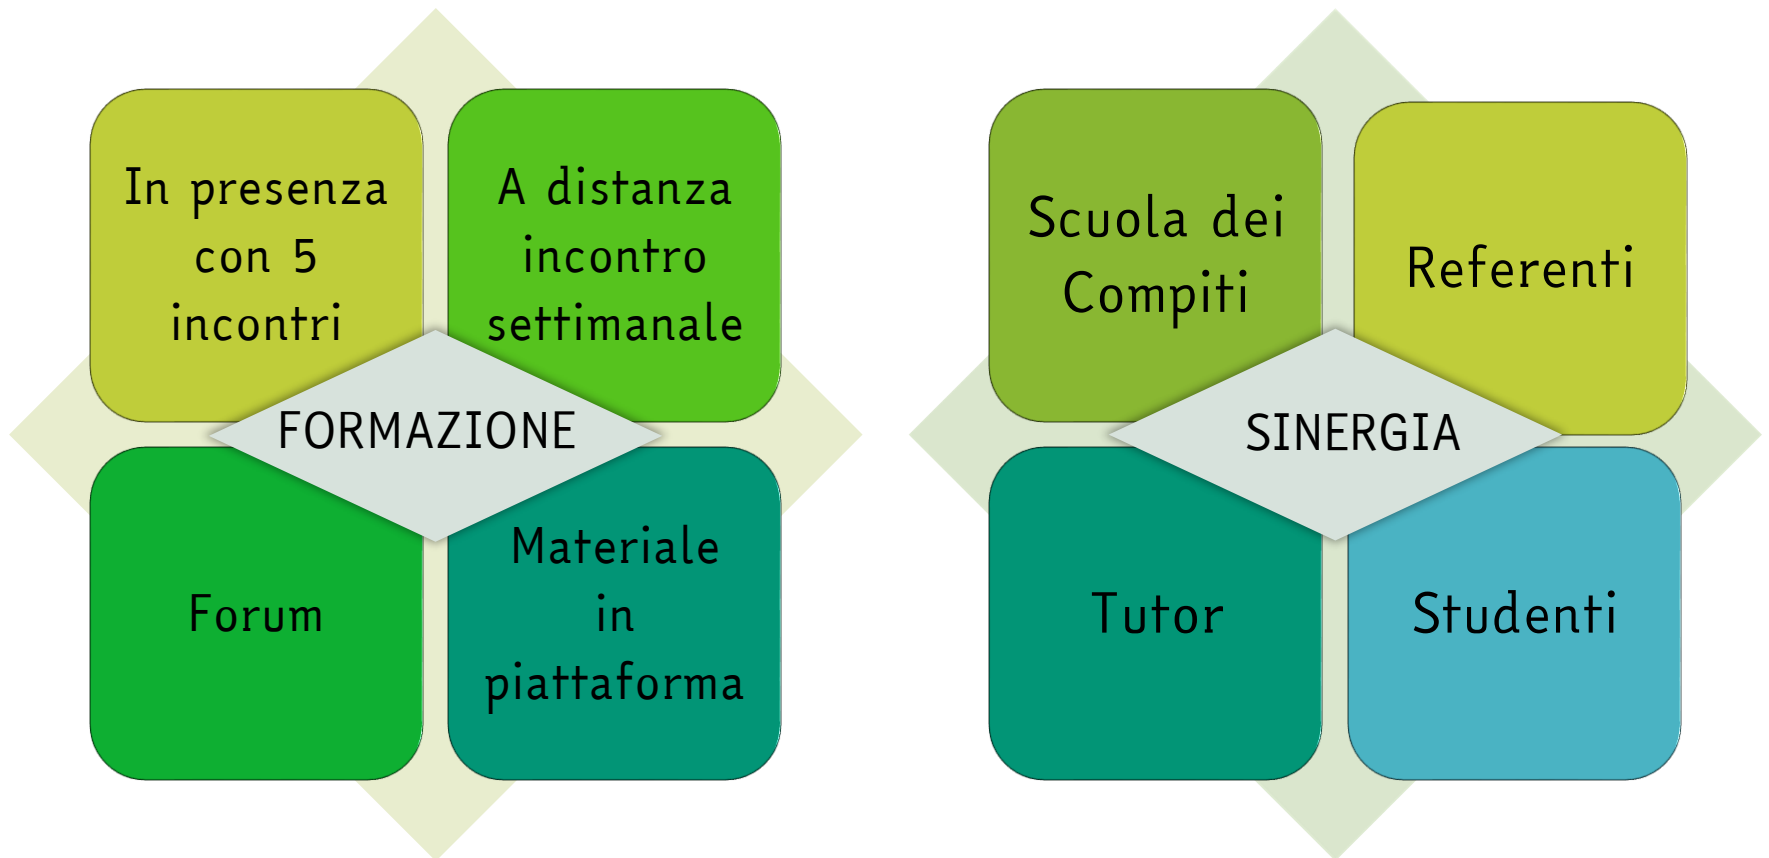 In presenza
con 5
incontri
A distanza
incontro
settimanale
FORMAZIONE
Forum
Materiale
in
piattaforma
Scuola dei
Compiti
Referenti
SINERGIA
Tutor
Studenti